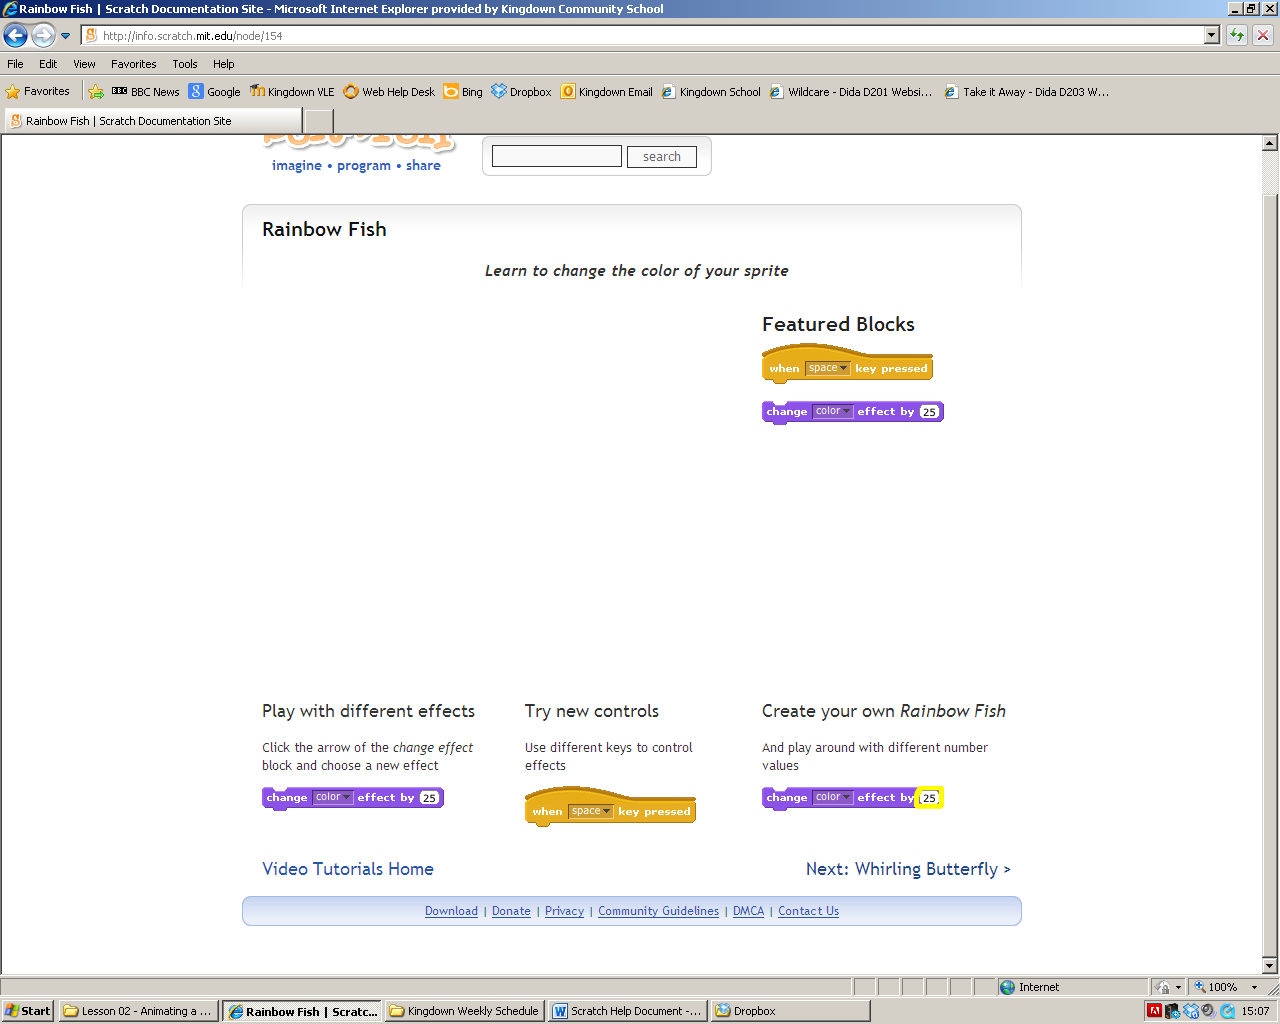 Rainbow Fish | Scratch Documentation Site - Microsoft Internet Explorer provided by Kingdown Community School
http://info.scratch.mit.edu/node/154
File Edit View Favorites Tools Help
Favorites BBC BBC News Google Kingdown VLE Web Help Desk Bing Dropbox Kingdown Email Kingdown School Wildcare - Dida D201 Websi... Take it Away - Dida D203 W...
Rainbow Fish | Scratch Documentation Site
imagine • program • share
search
Rainbow Fish
Learn to change the color of your sprite
Featured Blocks
when space key pressed
change color effect by 25
Play with different effects
Click the arrow of the change effect
block and choose a new effect
change color effect by 25
Try new controls
Use different keys to control
effects
when space key pressed
Create your own Rainbow Fish
And play around with different number
values
change color effect by 25
Video Tutorials Home
Next: Whirling Butterfly >
Download | Donate | Privacy | Community Guidelines | DMCA | Contact Us
Internet 100%
Start Lesson 02 - Animating a ... Rainbow Fish | Scratc... Kingdown Weekly Schedule Scratch Help Document -... Dropbox 15:07